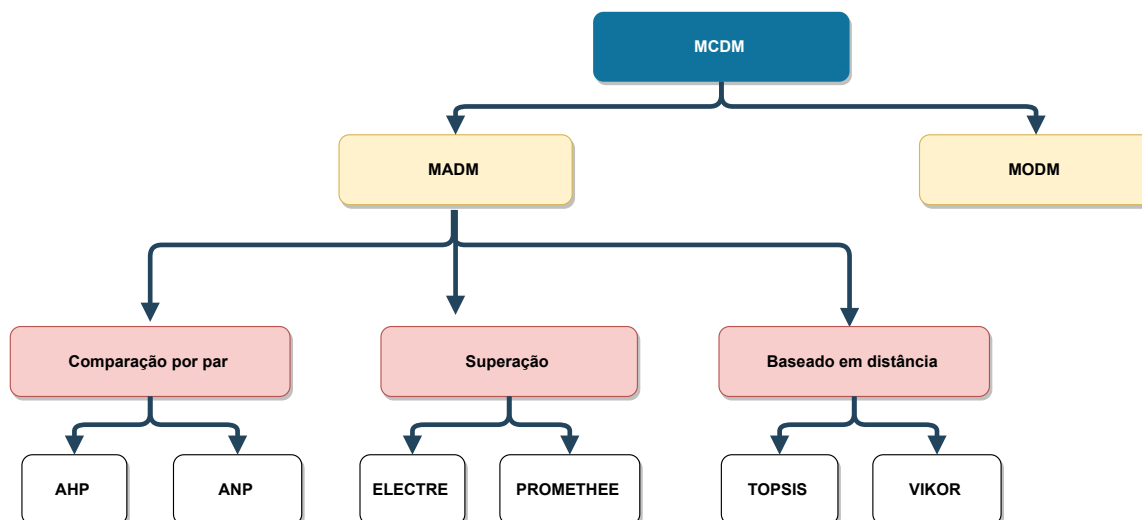 MCDM
MADM
MODM
Comparação por par
Superação
Baseado em distância
AHP
ANP
ELECTRE
PROMETHEE
TOPSIS
VIKOR